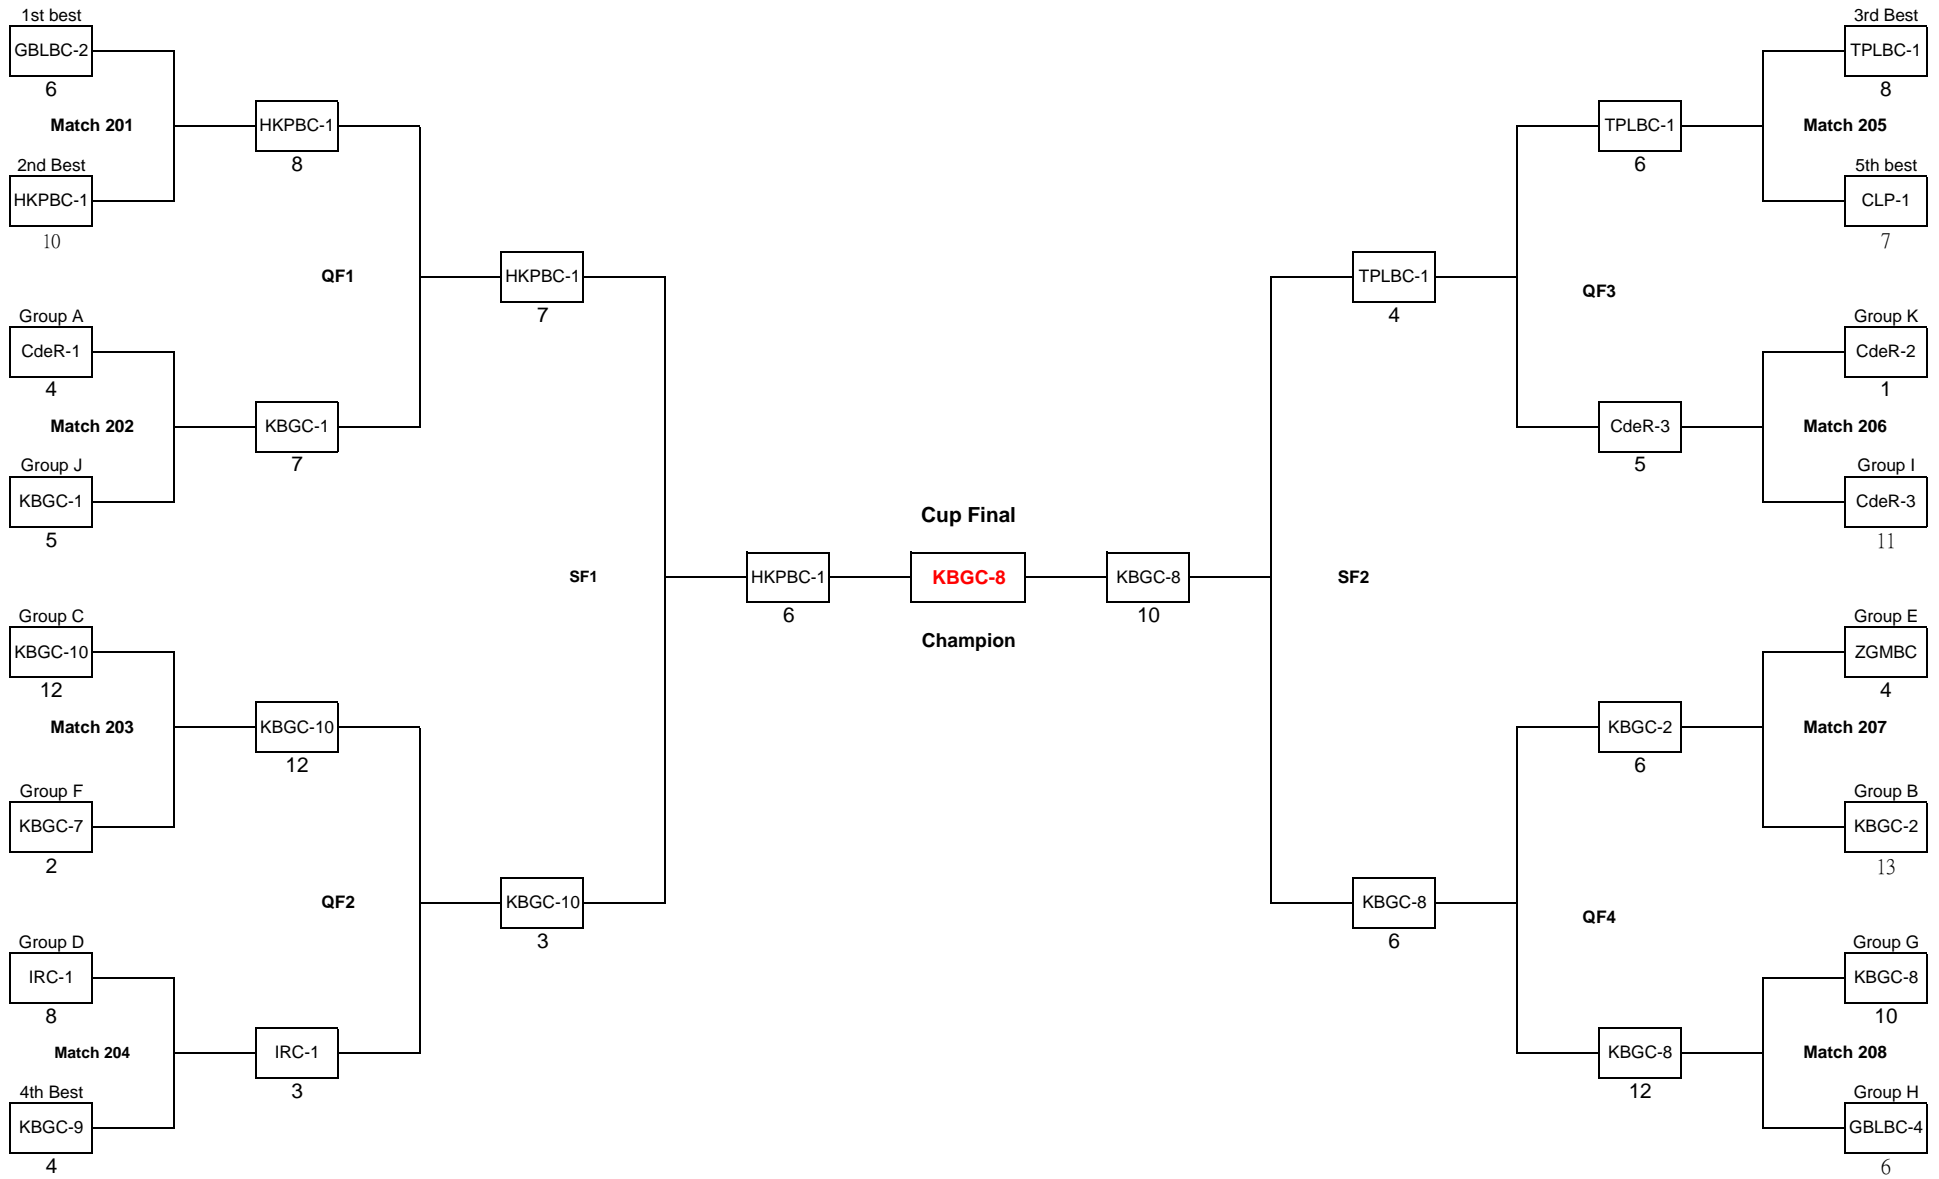 1st best
GBLBC-2
6
Match 201
2nd Best
HKPBC-1
10
HKPBC-1
8
QF1
Group A
CdeR-1
4
Match 202
Group J
KBGC-1
5
KBGC-1
7
HKPBC-1
7
SF1
Group C
KBGC-10
12
Match 203
Group F
KBGC-7
2
KBGC-10
12
QF2
Group D
IRC-1
8
Match 204
4th Best
KBGC-9
4
IRC-1
3
KBGC-10
3
HKPBC-1
6
Cup Final
KBGC-8
Champion
KBGC-8
10
SF2
TPLBC-1
4
KBGC-8
6
TPLBC-1
6
QF3
CdeR-3
5
KBGC-2
6
QF4
KBGC-8
12
3rd Best
TPLBC-1
8
Match 205
5th best
CLP-1
7
Group K
CdeR-2
1
Match 206
Group I
CdeR-3
11
Group E
ZGMBC
4
Match 207
Group B
KBGC-2
13
Group G
KBGC-8
10
Match 208
Group H
GBLBC-4
6